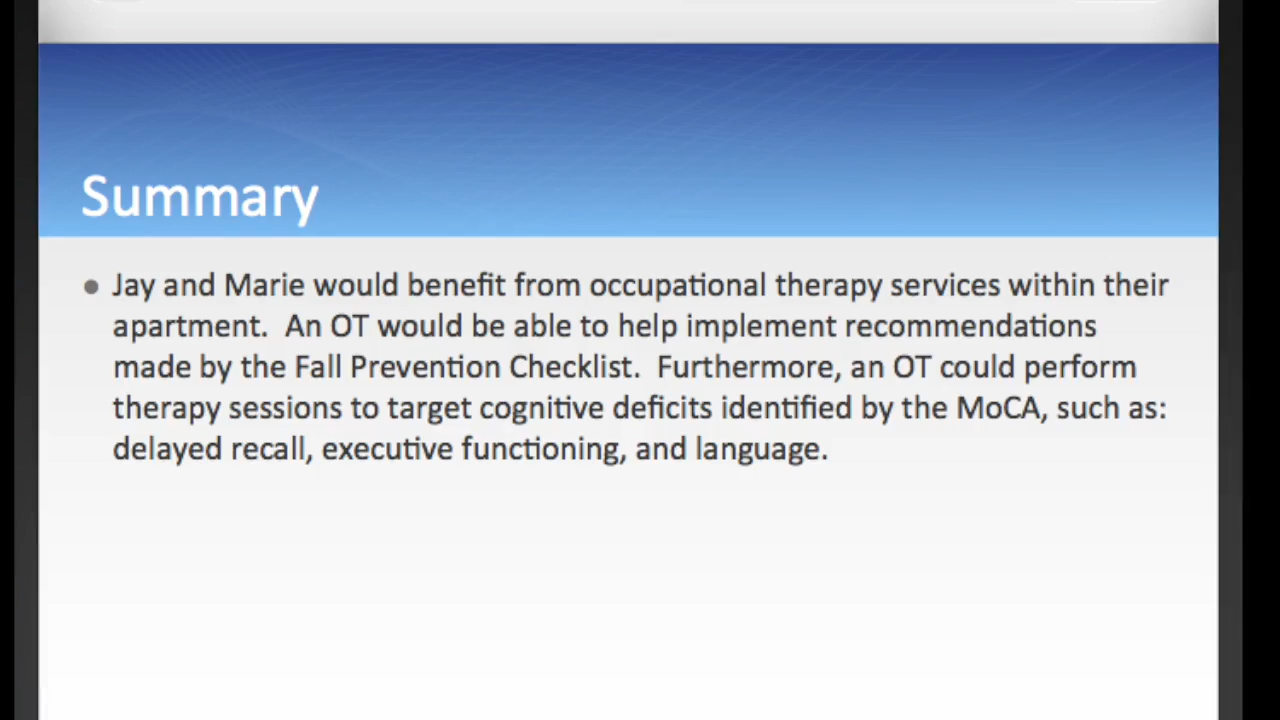 Summary
Jay and Marie would benefit from occupational therapy services within their
apartment.  An OT would be able to help implement recommendations
made by the Fall Prevention Checklist.  Furthermore, an OT could perform
therapy sessions to target cognitive deficits identified by the MoCA, such as:
delayed recall, executive functioning, and language.